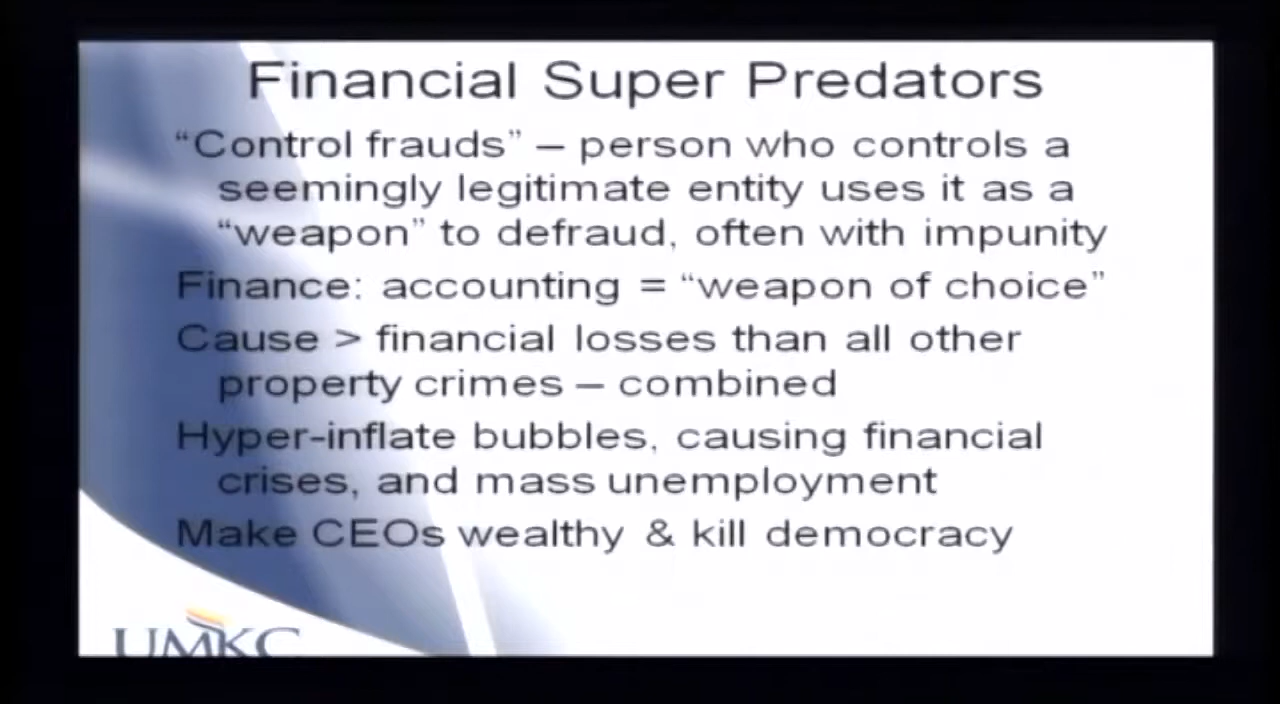 Financial Super Predators
“Control frauds” – person who controls a
seemingly legitimate entity uses it as a
“weapon” to defraud, often with impunity
Finance: accounting = “weapon of choice”
Cause > financial losses than all other
property crimes – combined
Hyper-inflate bubbles, causing financial
crises, and mass unemployment
Make CEOs wealthy & kill democracy
UMKC